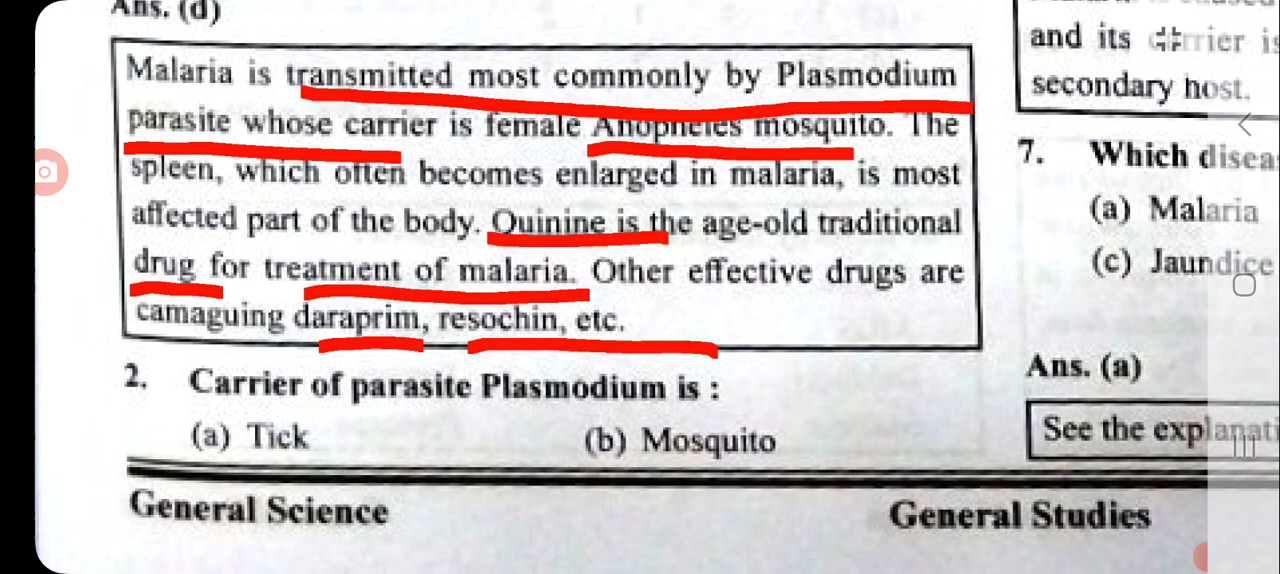 Ans. (d)
Malaria is transmitted most commonly by Plasmodium
parasite whose carrier is female Anopheles mosquito. The
spleen, which often becomes enlarged in malaria, is most
affected part of the body. Quinine is the age-old traditional
drug for treatment of malaria. Other effective drugs are
camaguing daraprim, resochin, etc.
2. Carrier of parasite Plasmodium is :
(a) Tick (b) Mosquito
General Science
and its is
secondary host.
7. Which
(a) Malaria
(c) Jaundice
Ans. (a)
See the
General Studies